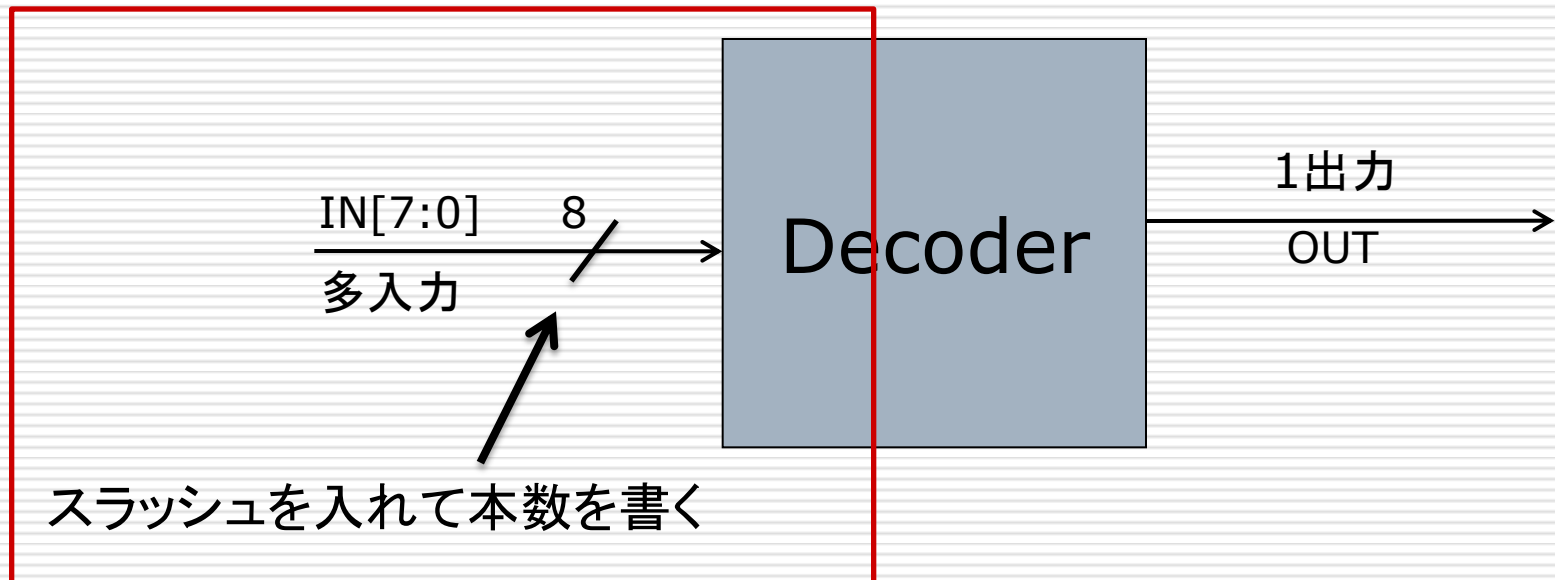 IN[7:0] 8
多入力
Decoder
1出力
OUT
スラッシュを入れて本数を書く